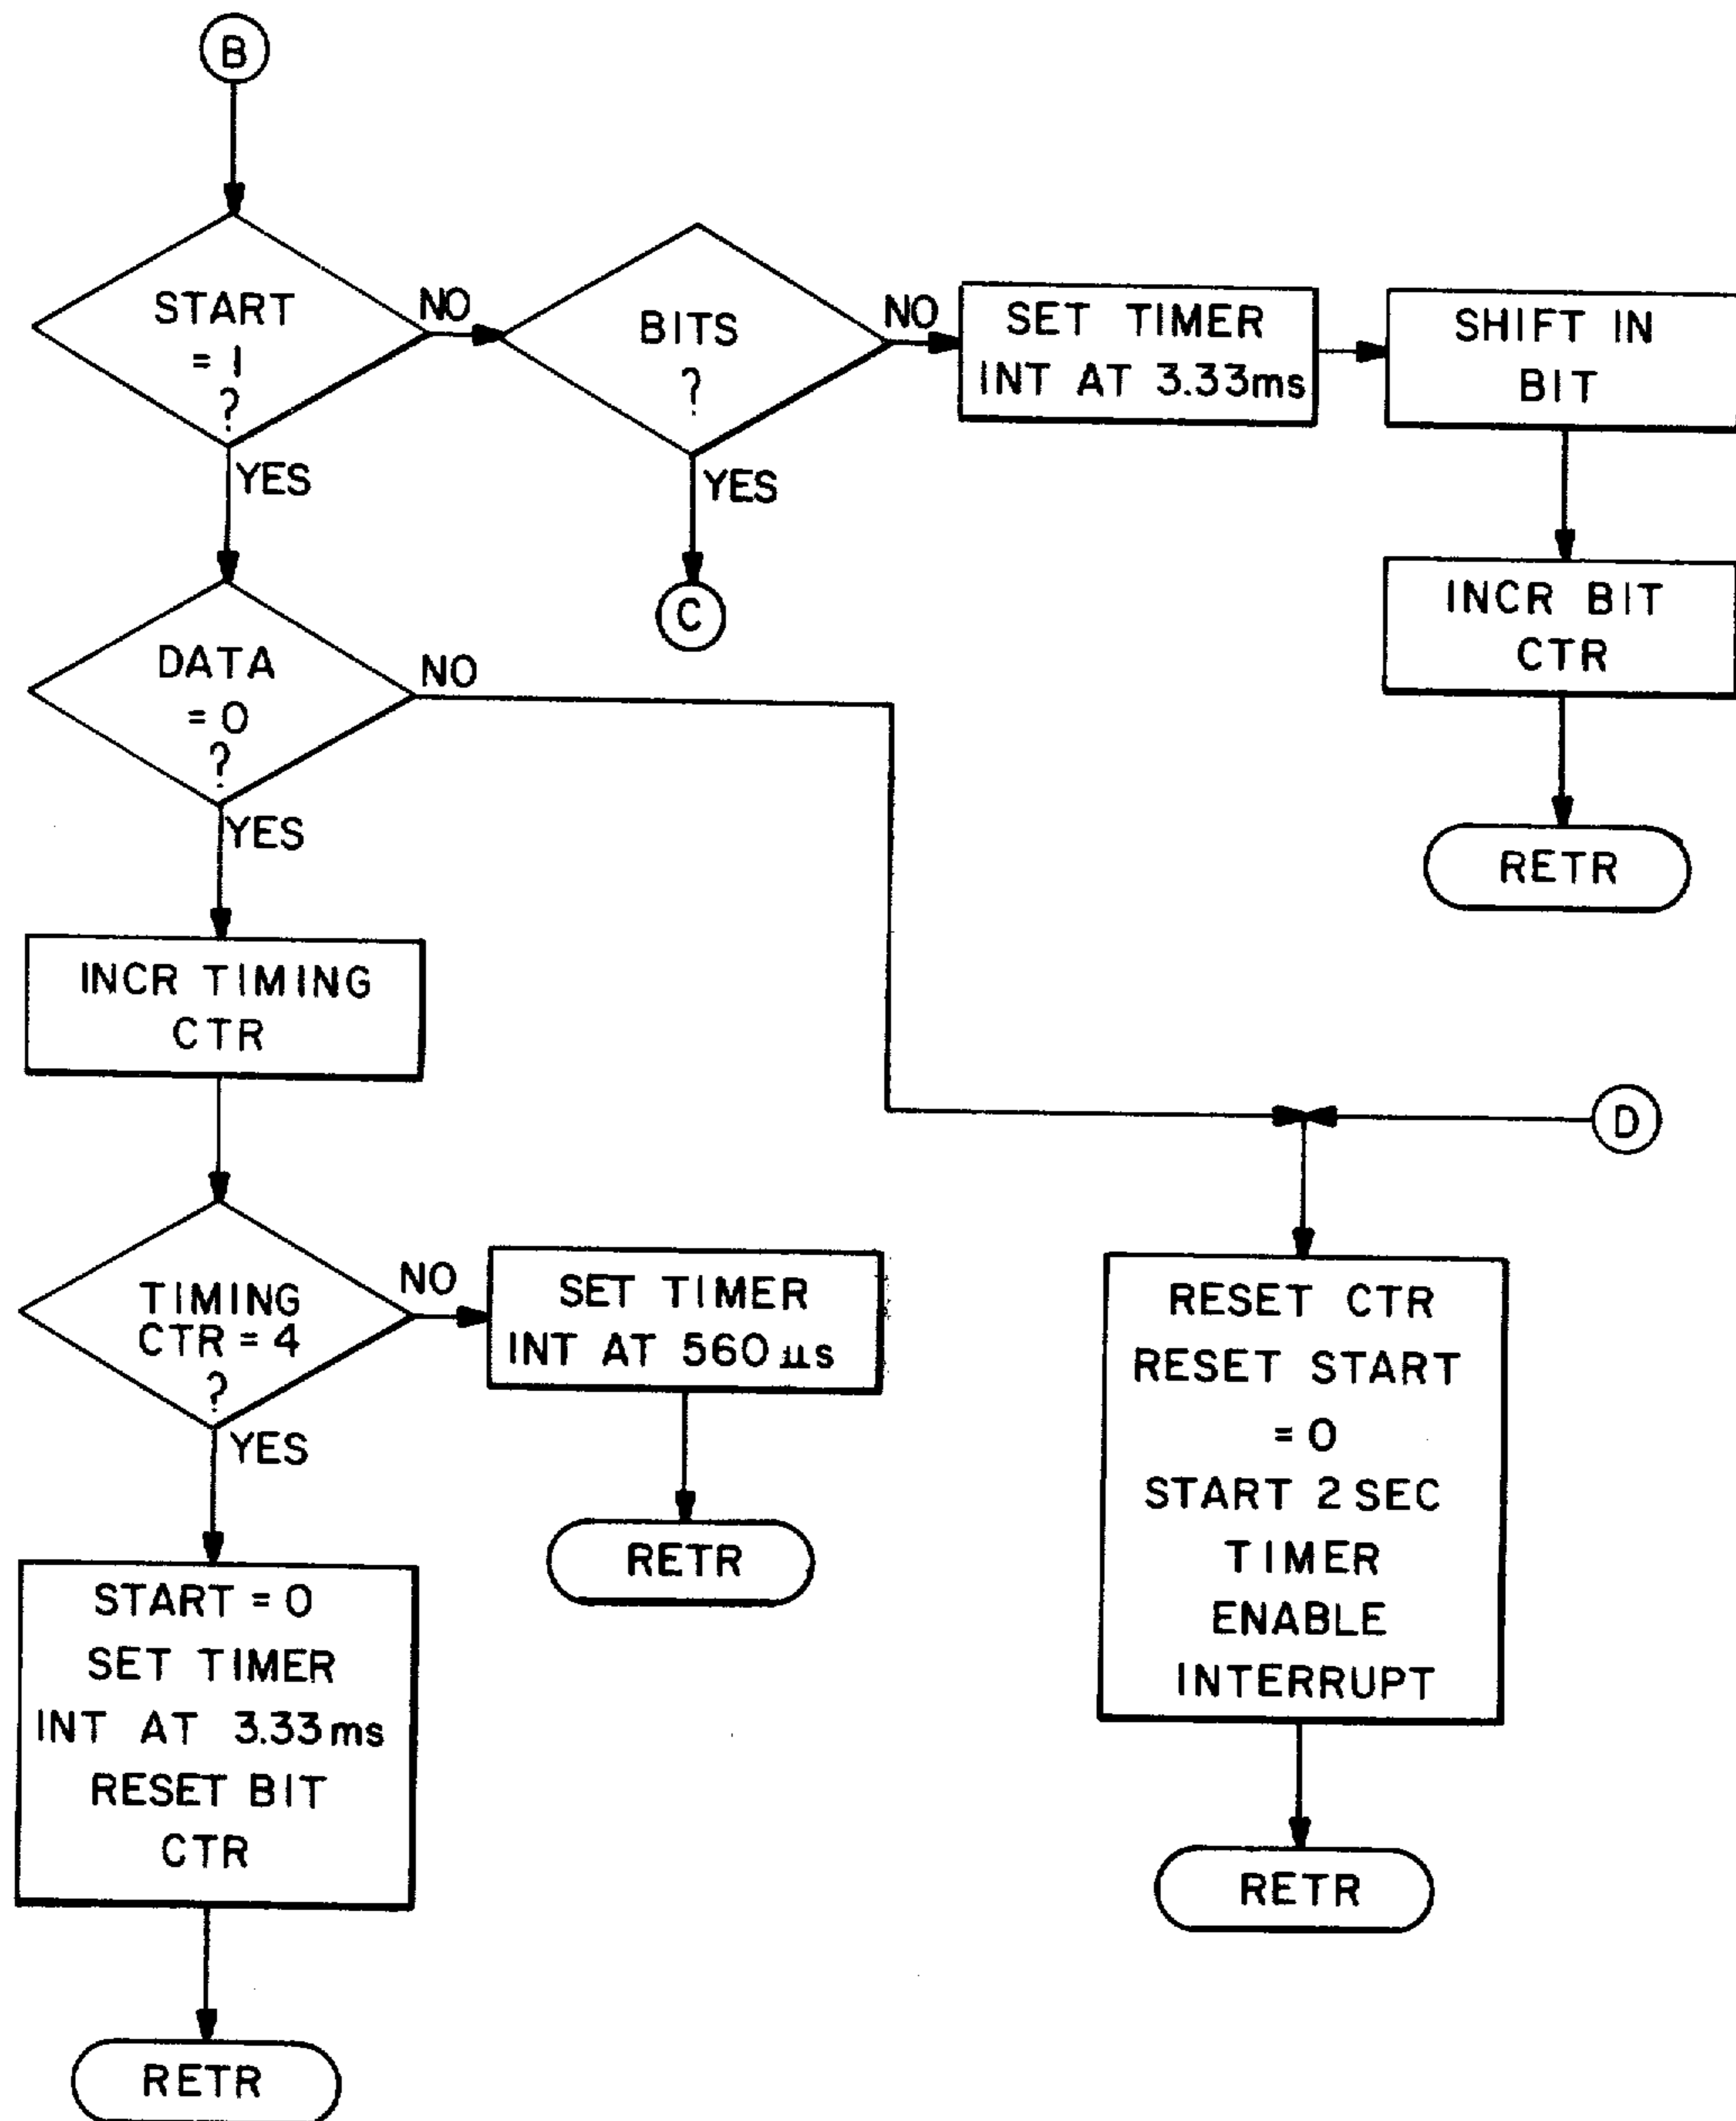 B
START
= 1
?
NO
YES
BITS
?
NO
YES
SET TIMER
INT AT 3.33ms
SHIFT IN
BIT
INCR BIT
CTR
RETR
C
DATA
= 0
?
NO
YES
INCR TIMING
CTR
D
TIMING
CTR = 4
?
NO
YES
SET TIMER
INT AT 560 µs
RETR
RESET CTR
RESET START
= 0
START 2 SEC
TIMER
ENABLE
INTERRUPT
RETR
START = 0
SET TIMER
INT AT 3.33ms
RESET BIT
CTR
RETR